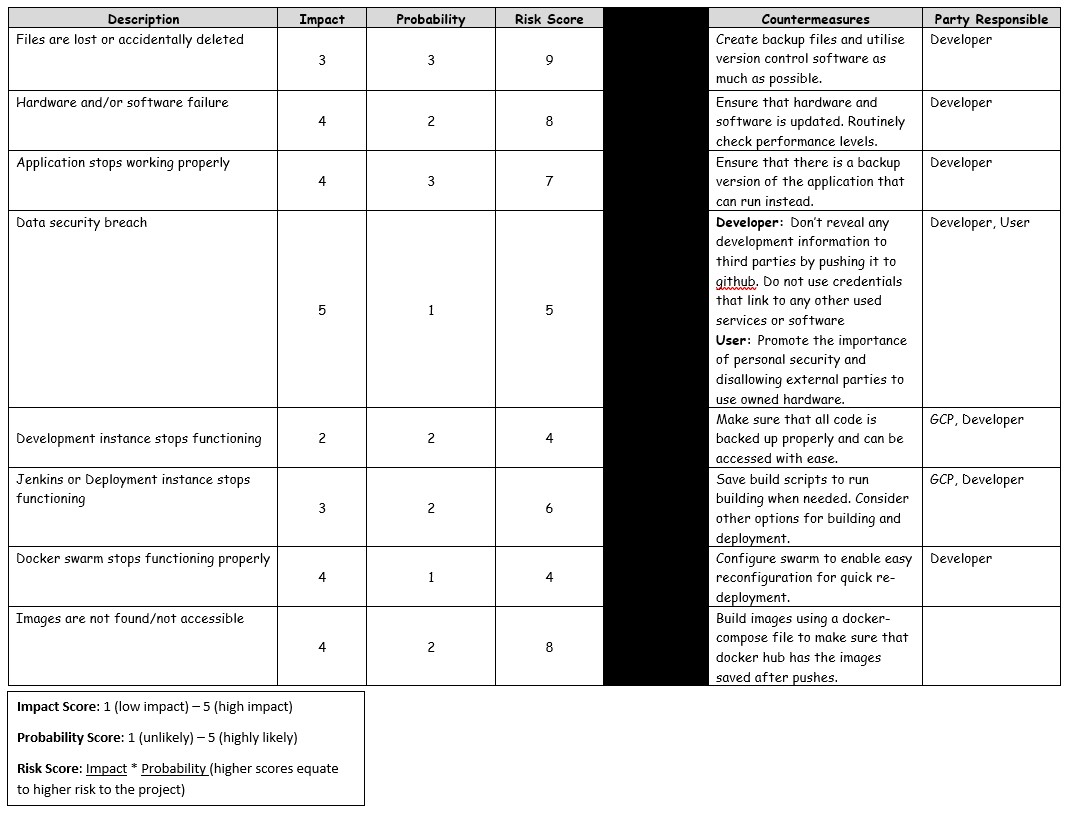 Description Impact Probability Risk Score Countermeasures Party Responsible
Files are lost or accidentally deleted 3 3 9 Create backup files and utilise
version control software as
much as possible. Developer
Hardware and/or software failure 4 2 8 Ensure that hardware and
software is updated. Routinely
check performance levels. Developer
Application stops working properly 4 3 7 Ensure that there is a backup
version of the application that
can run instead. Developer
Data security breach 5 1 5 Developer: Don't reveal any
development information to
third parties by pushing it to
github. Do not use credentials
that link to any other used
services or software
User: Promote the importance
of personal security and
disallowing external parties to
use owned hardware. Developer, User
Development instance stops functioning 2 2 4 Make sure that all code is
backed up properly and can be
accessed with ease. GCP, Developer
Jenkins or Deployment instance stops
functioning 3 2 6 Save build scripts to run
building when needed. Consider
other options for building and
deployment. GCP, Developer
Docker swarm stops functioning properly 4 1 4 Configure swarm to enable easy
reconfiguration for quick re-
deployment. Developer
Images are not found/not accessible 4 2 8 Build images using a docker-
compose file to make sure that
docker hub has the images
saved after pushes.
Impact Score: 1 (low impact) – 5 (high impact)
Probability Score: 1 (unlikely) – 5 (highly likely)
Risk Score: Impact * Probability (higher scores equate
to higher risk to the project)